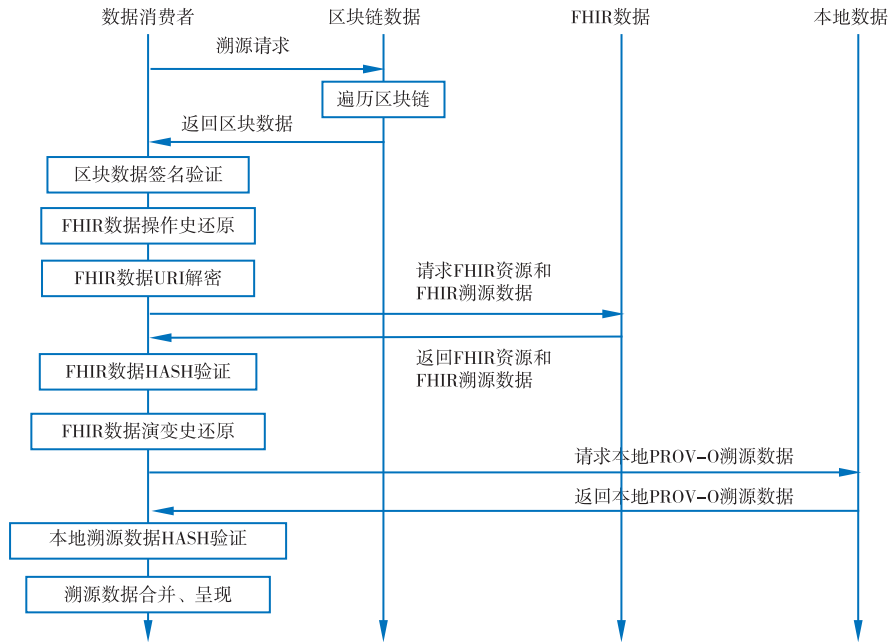 数据消费者
区块链数据
FHIR数据
本地数据
溯源请求
遍历区块链
返回区块数据
区块数据签名验证
FHIR数据操作史还原
FHIR数据URI解密
请求FHIR资源和
FHIR溯源数据
返回FHIR资源和
FHIR溯源数据
FHIR数据HASH验证
FHIR数据演变史还原
请求本地PROV-O溯源数据
返回本地PROV-O溯源数据
本地溯源数据HASH验证
溯源数据合并、呈现